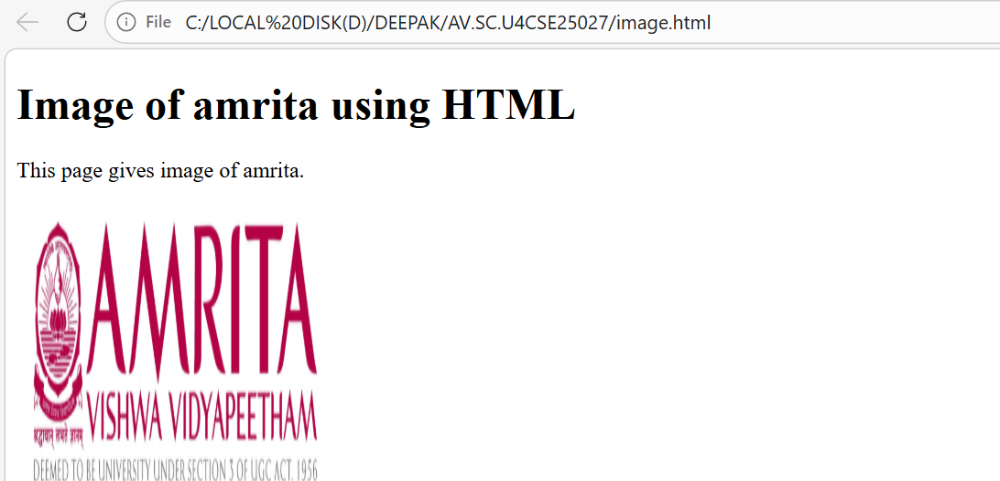 File C:/LOCAL%20DISK(D)/DEEPAK/AV.SC.U4CSE25027/image.html
Image of amrita using HTML
This page gives image of amrita.
AMRITA
VISHWA VIDYAPEETHAM
श्रद्धावान् लभते ज्ञानम्
DEEMED TO BE UNIVERSITY UNDER SECTION 3 OF UGC ACT, 1956